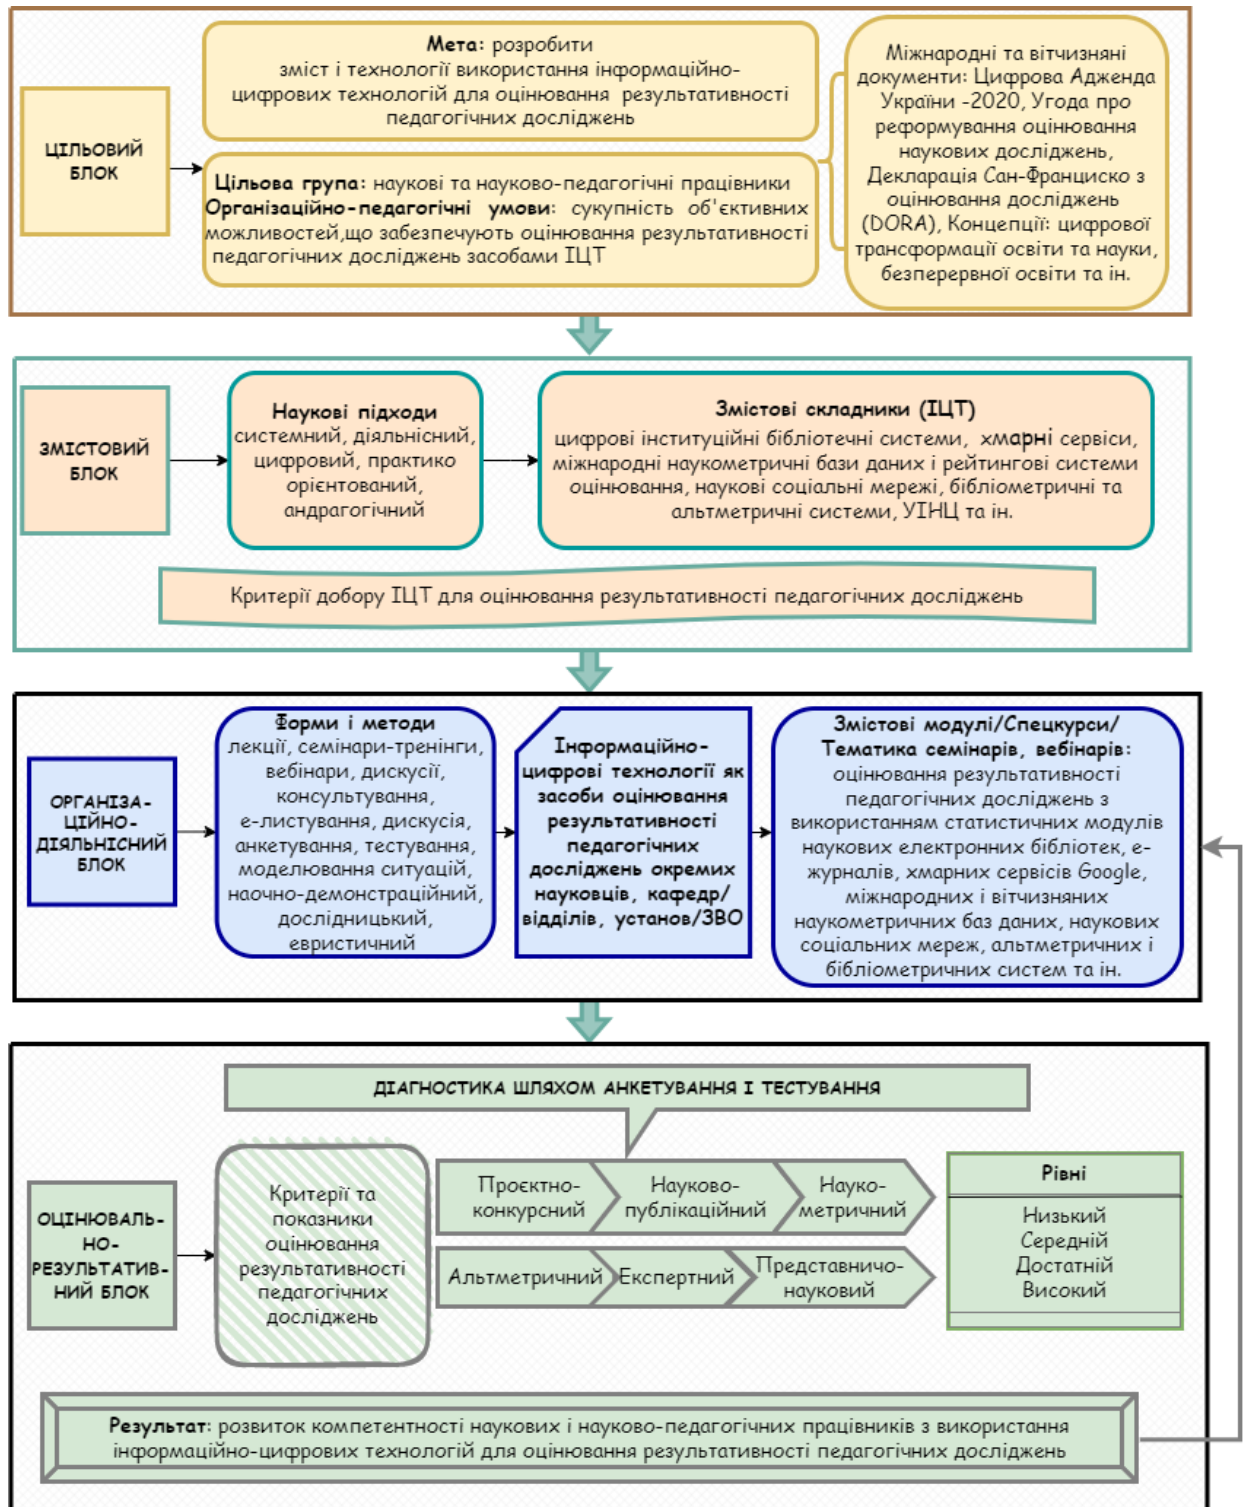 ЦІЛЬОВИЙ
БЛОК
Мета: розробити
зміст і технології використання інформаційно-
цифрових технологій для оцінювання результативності
педагогічних досліджень
Цільова група: наукові та науково-педагогічні працівники
Організаційно-педагогічні умови: сукупність об'єктивних
можливостей,що забезпечують оцінювання результативності
педагогічних досліджень засобами ІЦТ
Міжнародні та вітчизняні
документи: Цифрова Адженда
України -2020, Угода про
реформування оцінювання
наукових досліджень,
Декларація Сан-Франциско з
оцінювання досліджень
(DORA), Концепції: цифрової
трансформації освіти та науки,
безперервної освіти та ін.
ЗМІСТОВИЙ
БЛОК
Наукові підходи
системний, діяльнісний,
цифровий, практико
орієнтований,
андрагогічний
Змістові складники (ІЦТ)
цифрові інституційні бібліотечні системи, хмарні сервіси,
міжнародні наукометричні бази даних і рейтингові системи
оцінювання, наукові соціальні мережі, бібліометричні та
альтметричні системи, УІНЦ та ін.
Критерії добору ІЦТ для оцінювання результативності педагогічних досліджень
ОРГАНІЗА-
ЦІЙНО-
ДІЯЛЬНІСНИЙ
БЛОК
Форми і методи
лекції, семінари-тренінги,
вебінари, дискусії,
консультування,
е-листування, дискусія,
анкетування, тестування,
моделювання ситуацій,
наочно-демонстраційний,
дослідницький,
евристичний
Інформаційно-
цифрові технології як
засоби оцінювання
результативності
педагогічних
досліджень окремих
науковців, кафедр/
відділів, установ/ЗВО
Змістові модулі/Спецкурси/
Тематика семінарів, вебінарів:
оцінювання результативності
педагогічних досліджень з
використанням статистичних модулів
наукових електронних бібліотек, е-
журналів, хмарних сервісів Google,
міжнародних і вітчизняних
наукометричних баз даних, наукових
соціальних мереж, альтметричних і
бібліометричних систем та ін.
ДІАГНОСТИКА ШЛЯХОМ АНКЕТУВАННЯ І ТЕСТУВАННЯ
ОЦІНЮВАЛЬ-
НО-
РЕЗУЛЬТАТИВ-
НИЙ БЛОК
Критерії та
показники
оцінювання
результативності
педагогічних
досліджень
Проєктно-
конкурсний
Науково-
публікаційний
Науко-
метричний
Альтметричний
Експертний
Представничо-
науковий
Рівні
Низький
Середній
Достатній
Високий
Результат: розвиток компетентності наукових і науково-педагогічних працівників з використання
інформаційно-цифрових технологій для оцінювання результативності педагогічних досліджень